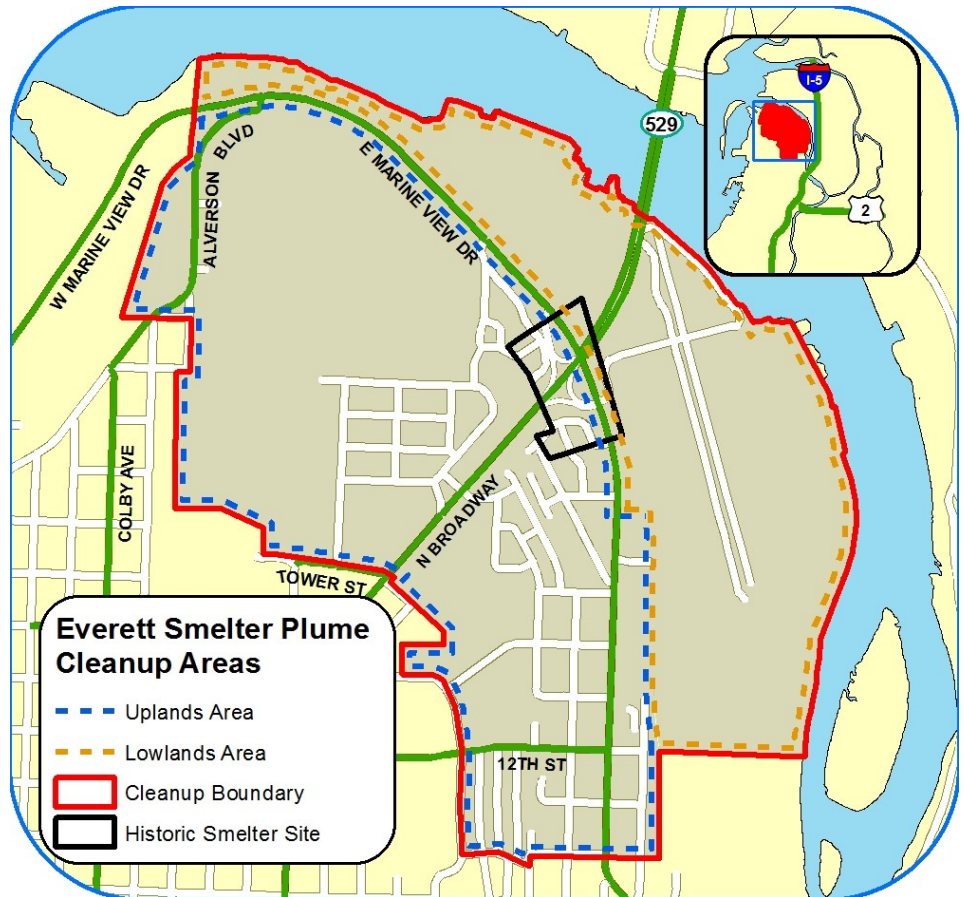 I-5
529
2
W MARINE VIEW DR
ALVERSON BLVD
E MARINE VIEW DR
COLBY AVE
N BROADWAY
TOWER ST
12TH ST
Everett Smelter Plume
Cleanup Areas
Uplands Area
Lowlands Area
Cleanup Boundary
Historic Smelter Site